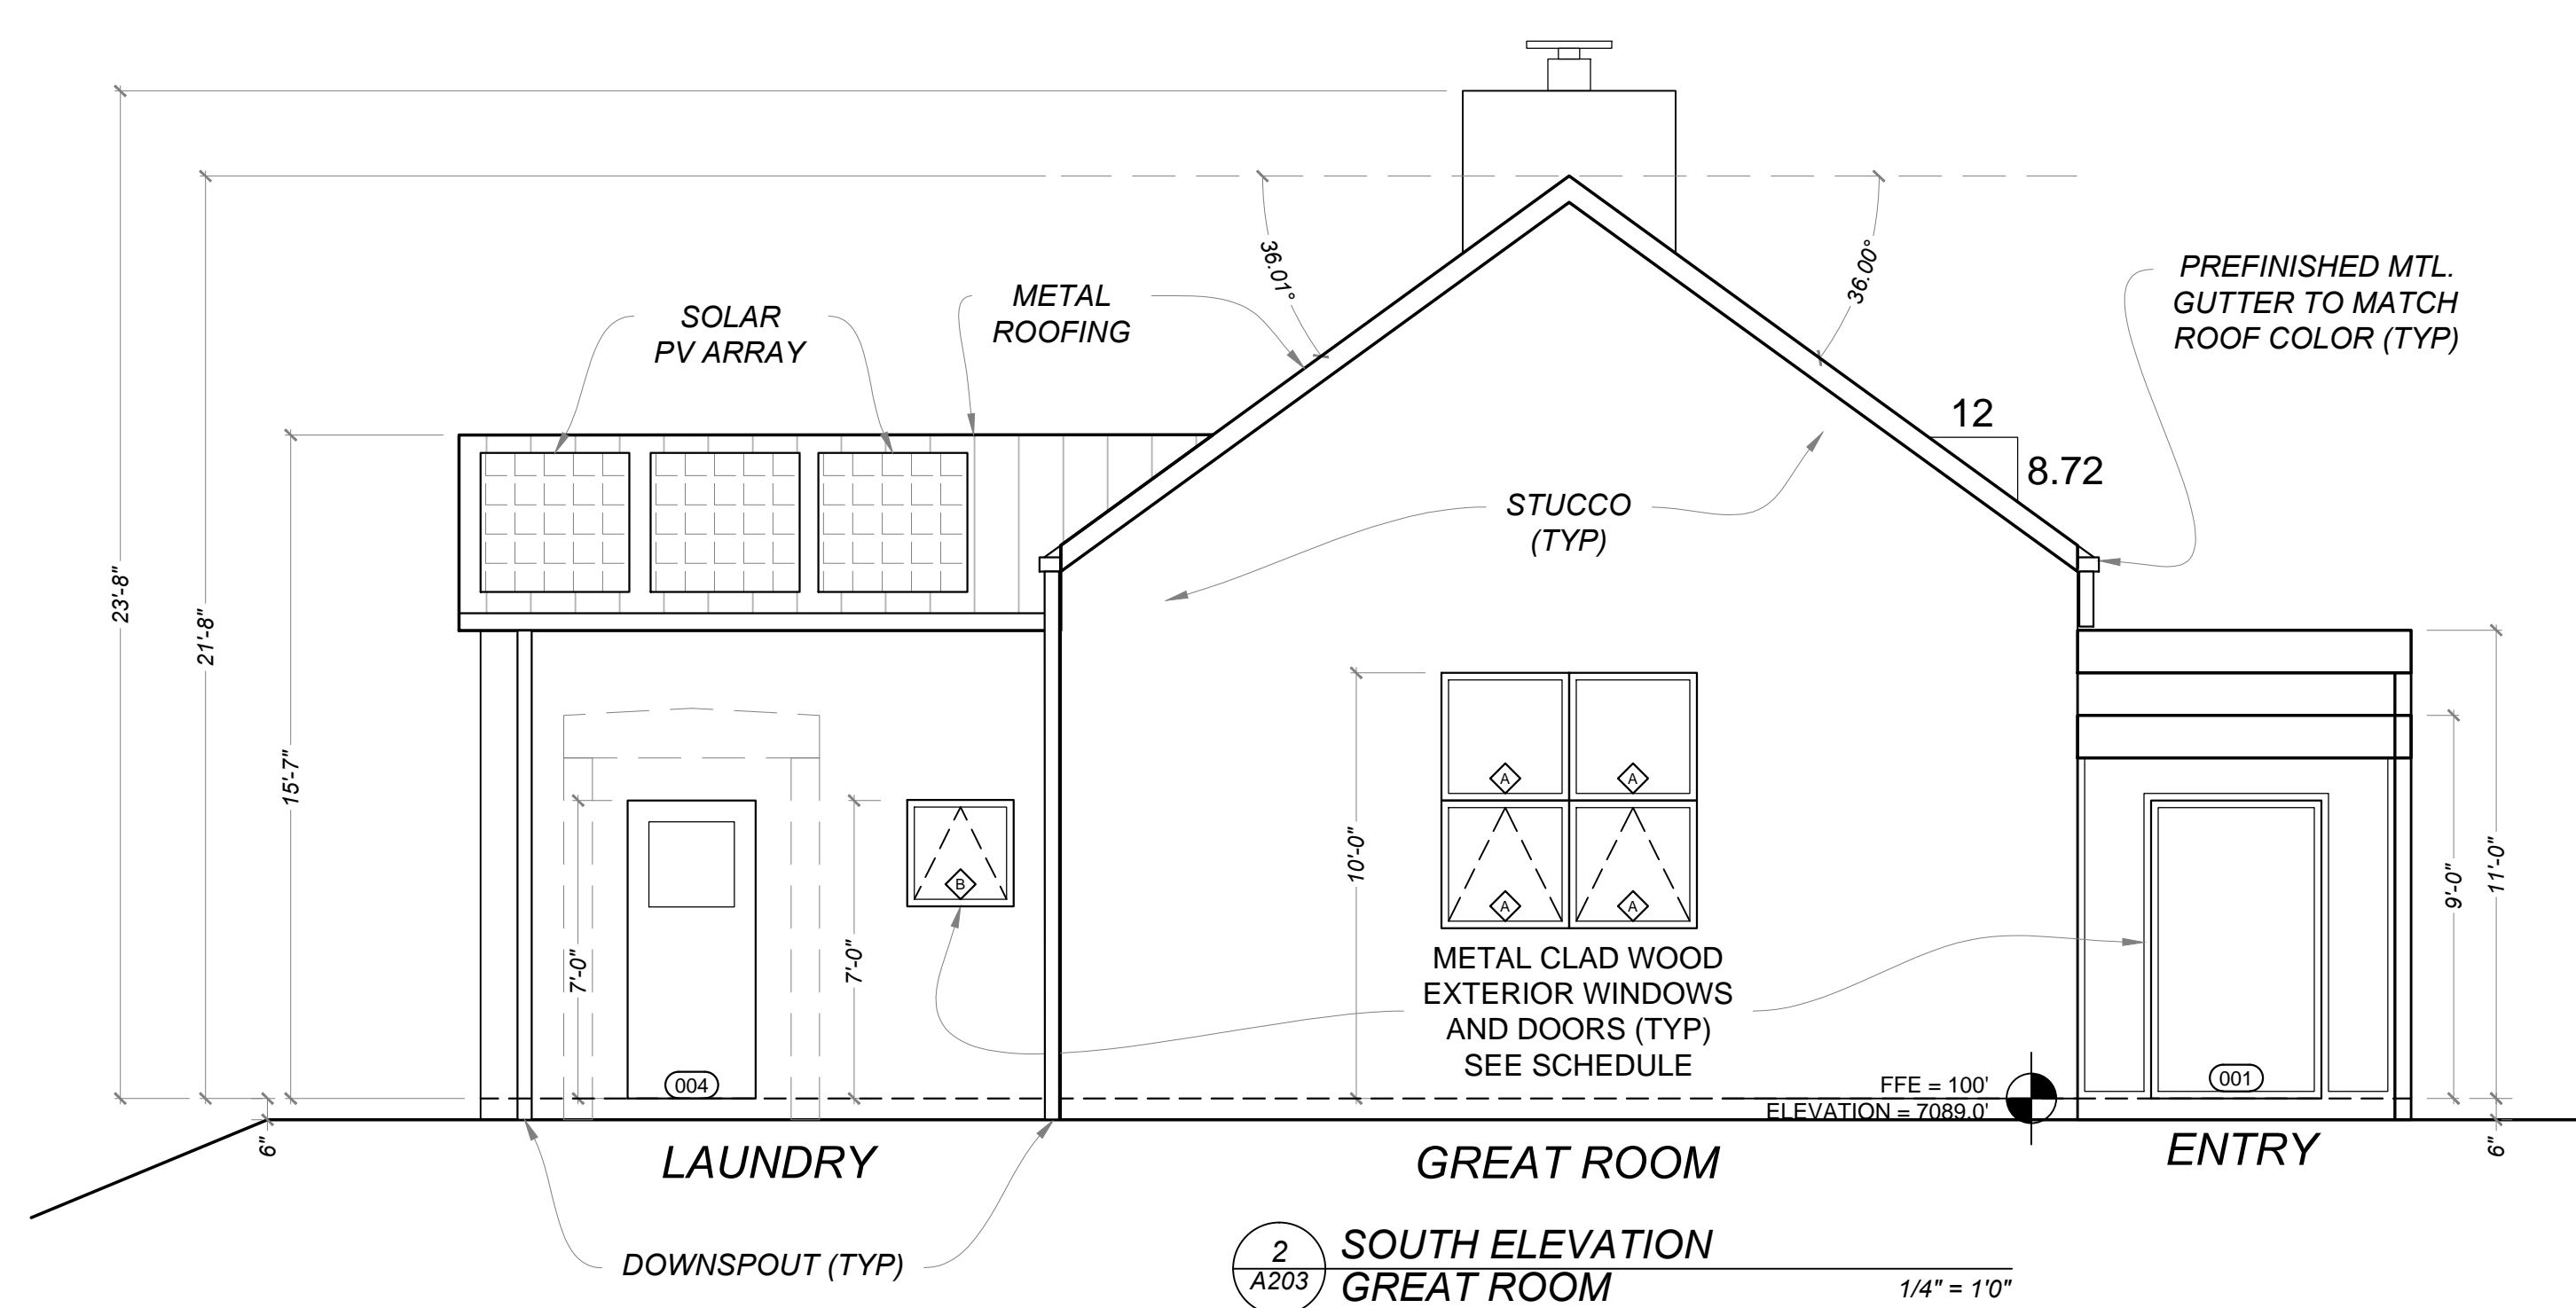 36.01°
36.00°
SOLAR
PV ARRAY
METAL
ROOFING
PREFINISHED MTL.
GUTTER TO MATCH
ROOF COLOR (TYP)
12
8.72
STUCCO
(TYP)
23'-8"
21'-8"
15'-7"
6"
7'-0"
7'-0"
10'-0"
9'-0"
11'-0"
6"
A
A
A
A
B
METAL CLAD WOOD
EXTERIOR WINDOWS
AND DOORS (TYP)
SEE SCHEDULE
004
001
FFE = 100'
ELEVATION = 7089.0'
LAUNDRY
GREAT ROOM
ENTRY
DOWNSPOUT (TYP)
2
A203
SOUTH ELEVATION
GREAT ROOM
1/4" = 1'0"